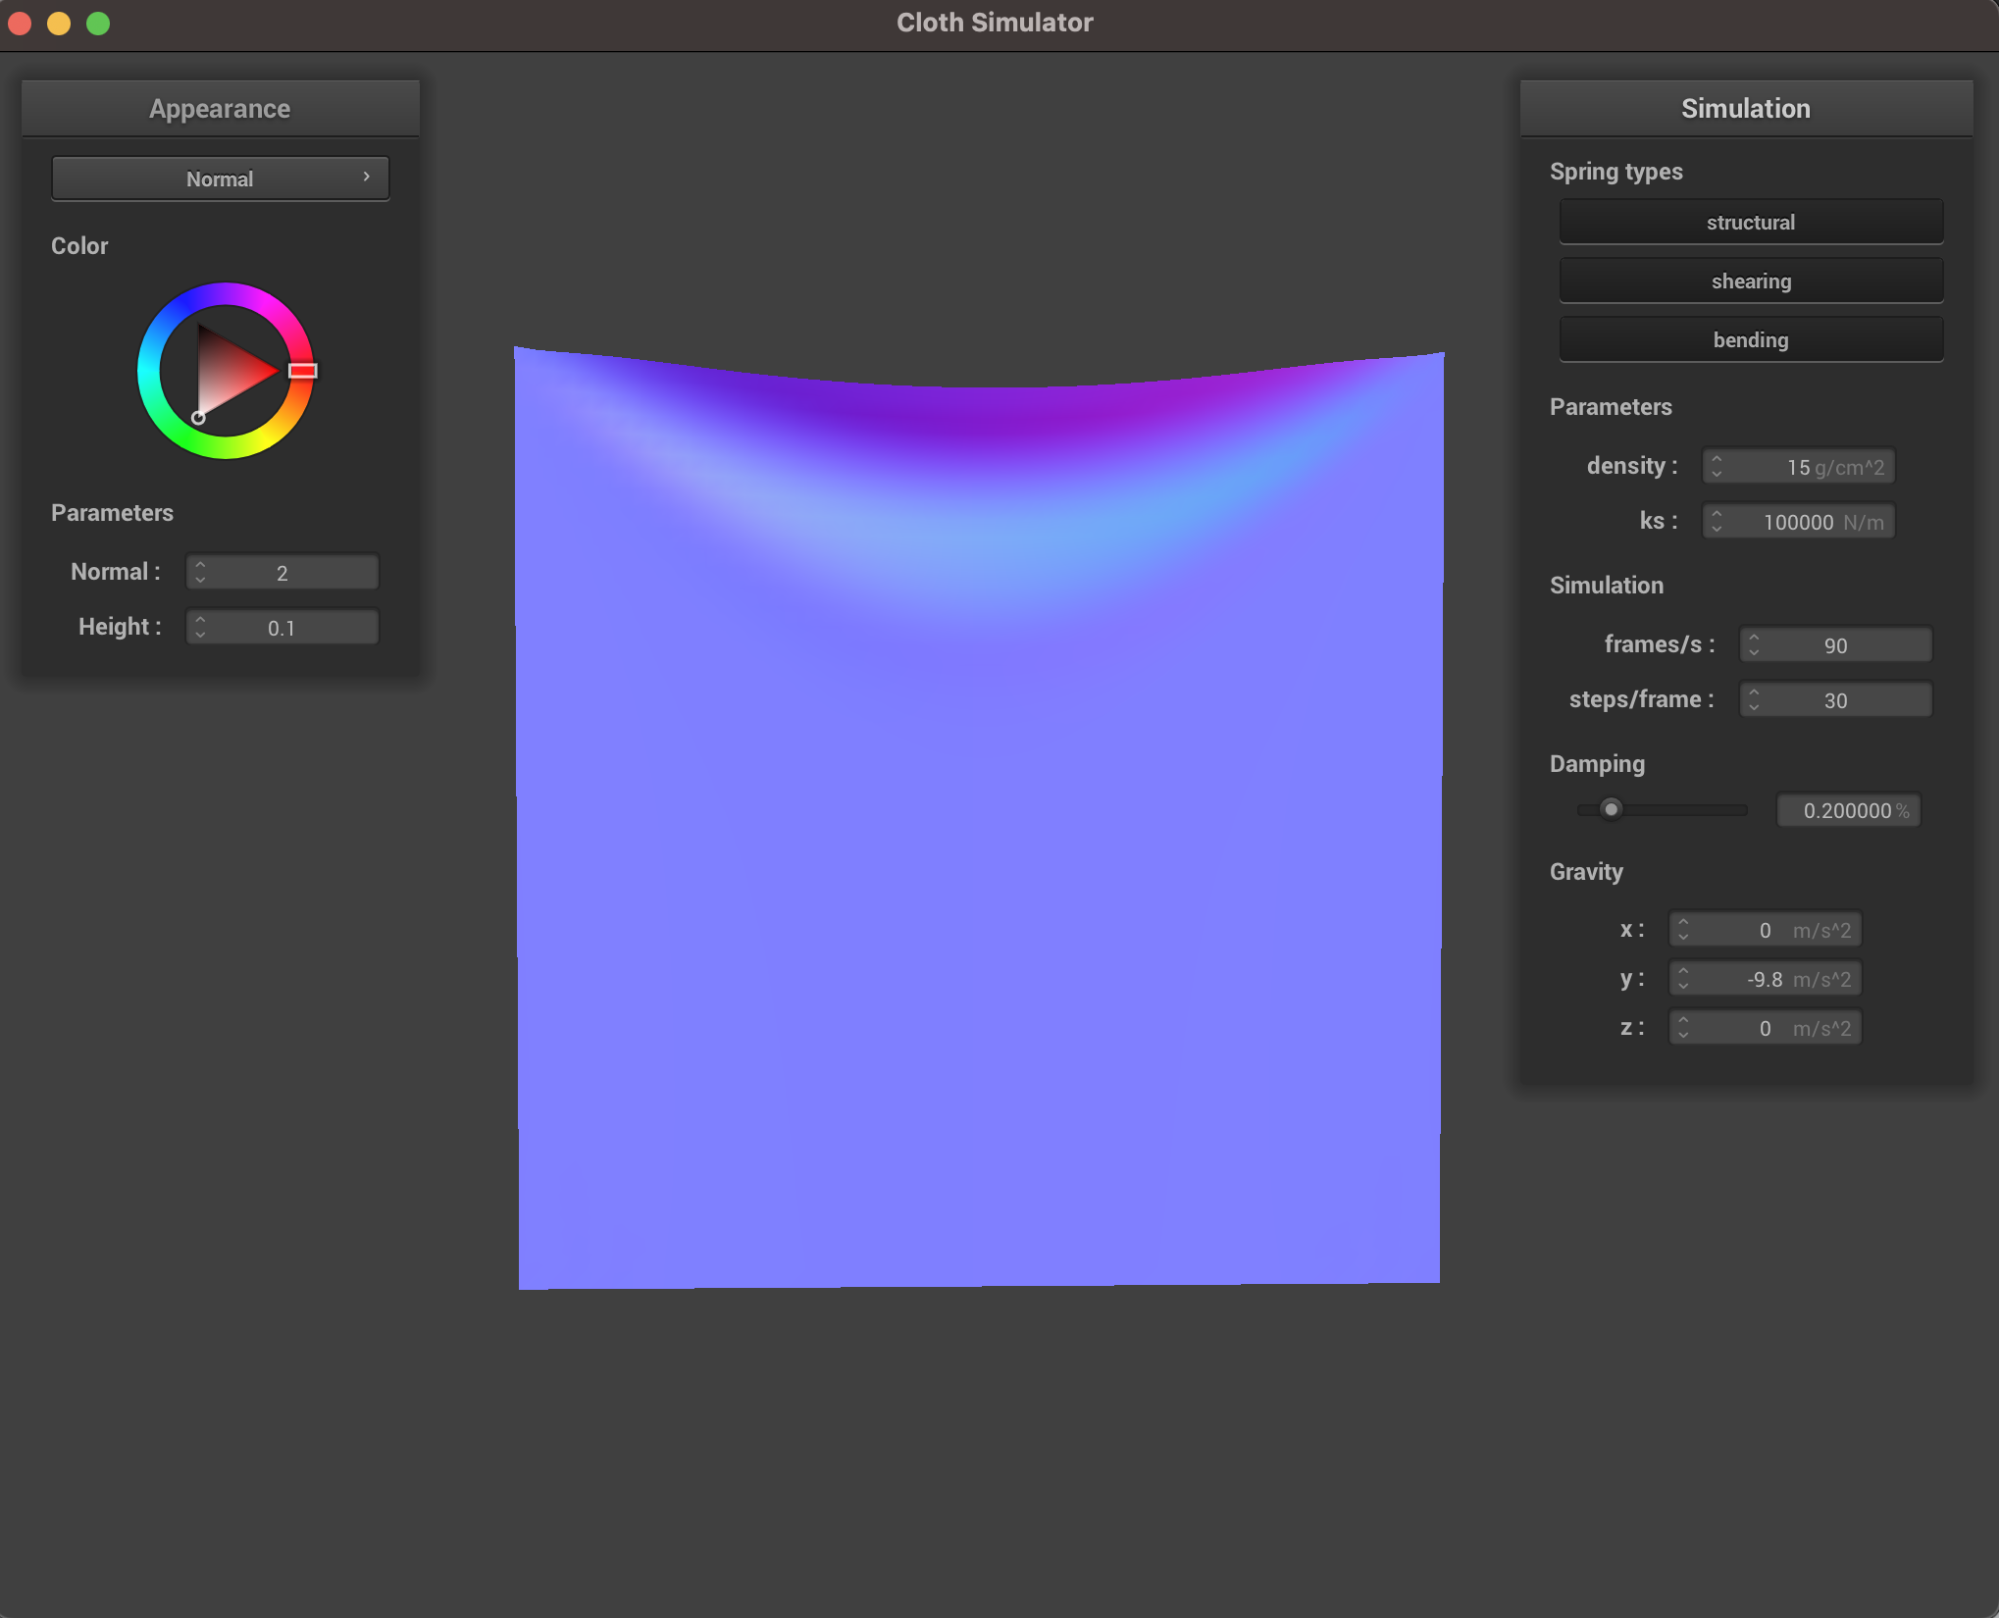 Cloth Simulator
Appearance
Normal
Color
Parameters
Normal : 2
Height : 0.1
Simulation
Spring types
structural
shearing
bending
Parameters
density : 15 g/cm^2
ks : 100000 N/m
Simulation
frames/s : 90
steps/frame : 30
Damping
0.200000 %
Gravity
x : 0 m/s^2
y : -9.8 m/s^2
z : 0 m/s^2